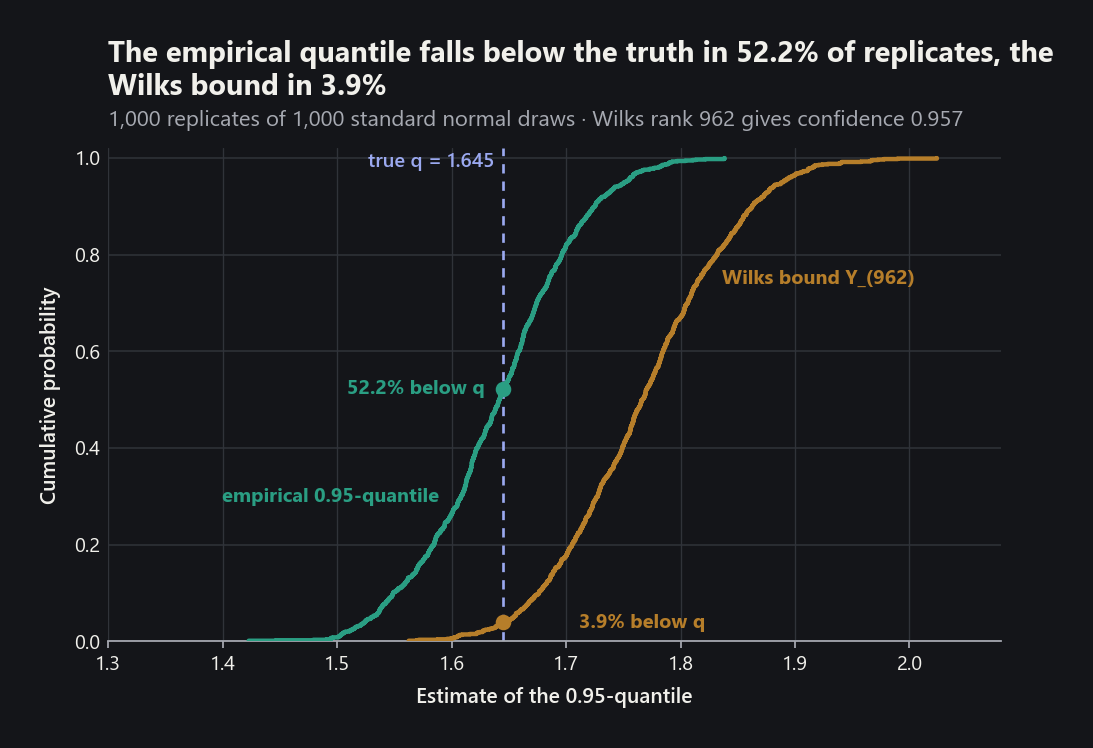 The empirical quantile falls below the truth in 52.2% of replicates, the
Wilks bound in 3.9%
1,000 replicates of 1,000 standard normal draws · Wilks rank 962 gives confidence 0.957
true q = 1.645
Wilks bound Y_(962)
52.2% below q
empirical 0.95-quantile
3.9% below q
1.0
0.8
0.6
0.4
0.2
0.0
Cumulative probability
1.3
1.4
1.5
1.6
1.7
1.8
1.9
2.0
Estimate of the 0.95-quantile